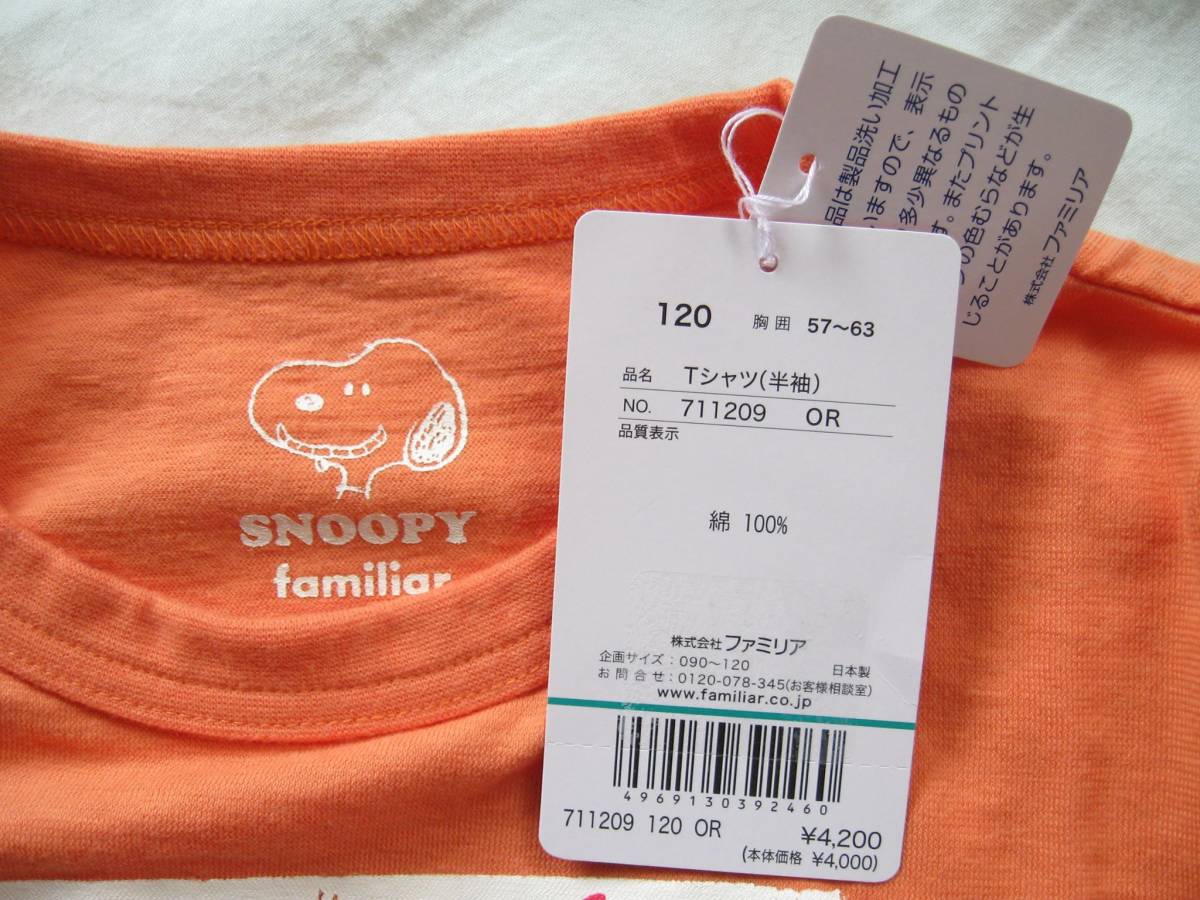 SNOOPY
familiar
120 胸囲 57〜63
品名 Tシャツ(半袖)
NO. 711209 OR
品質表示
綿 100%
株式会社ファミリア
企画サイズ:090〜120 日本製
お問合せ:0120-078-345(お客様相談室)
www.familiar.co.jp
4969130392460
711209 120 OR ¥4,200
(本体価格 ¥4,000)
品は製品洗い加工
いますので、表示
多少異なるもの
す。またプリント
の色むらなどが生
じることがあります。
株式会社 ファミリア